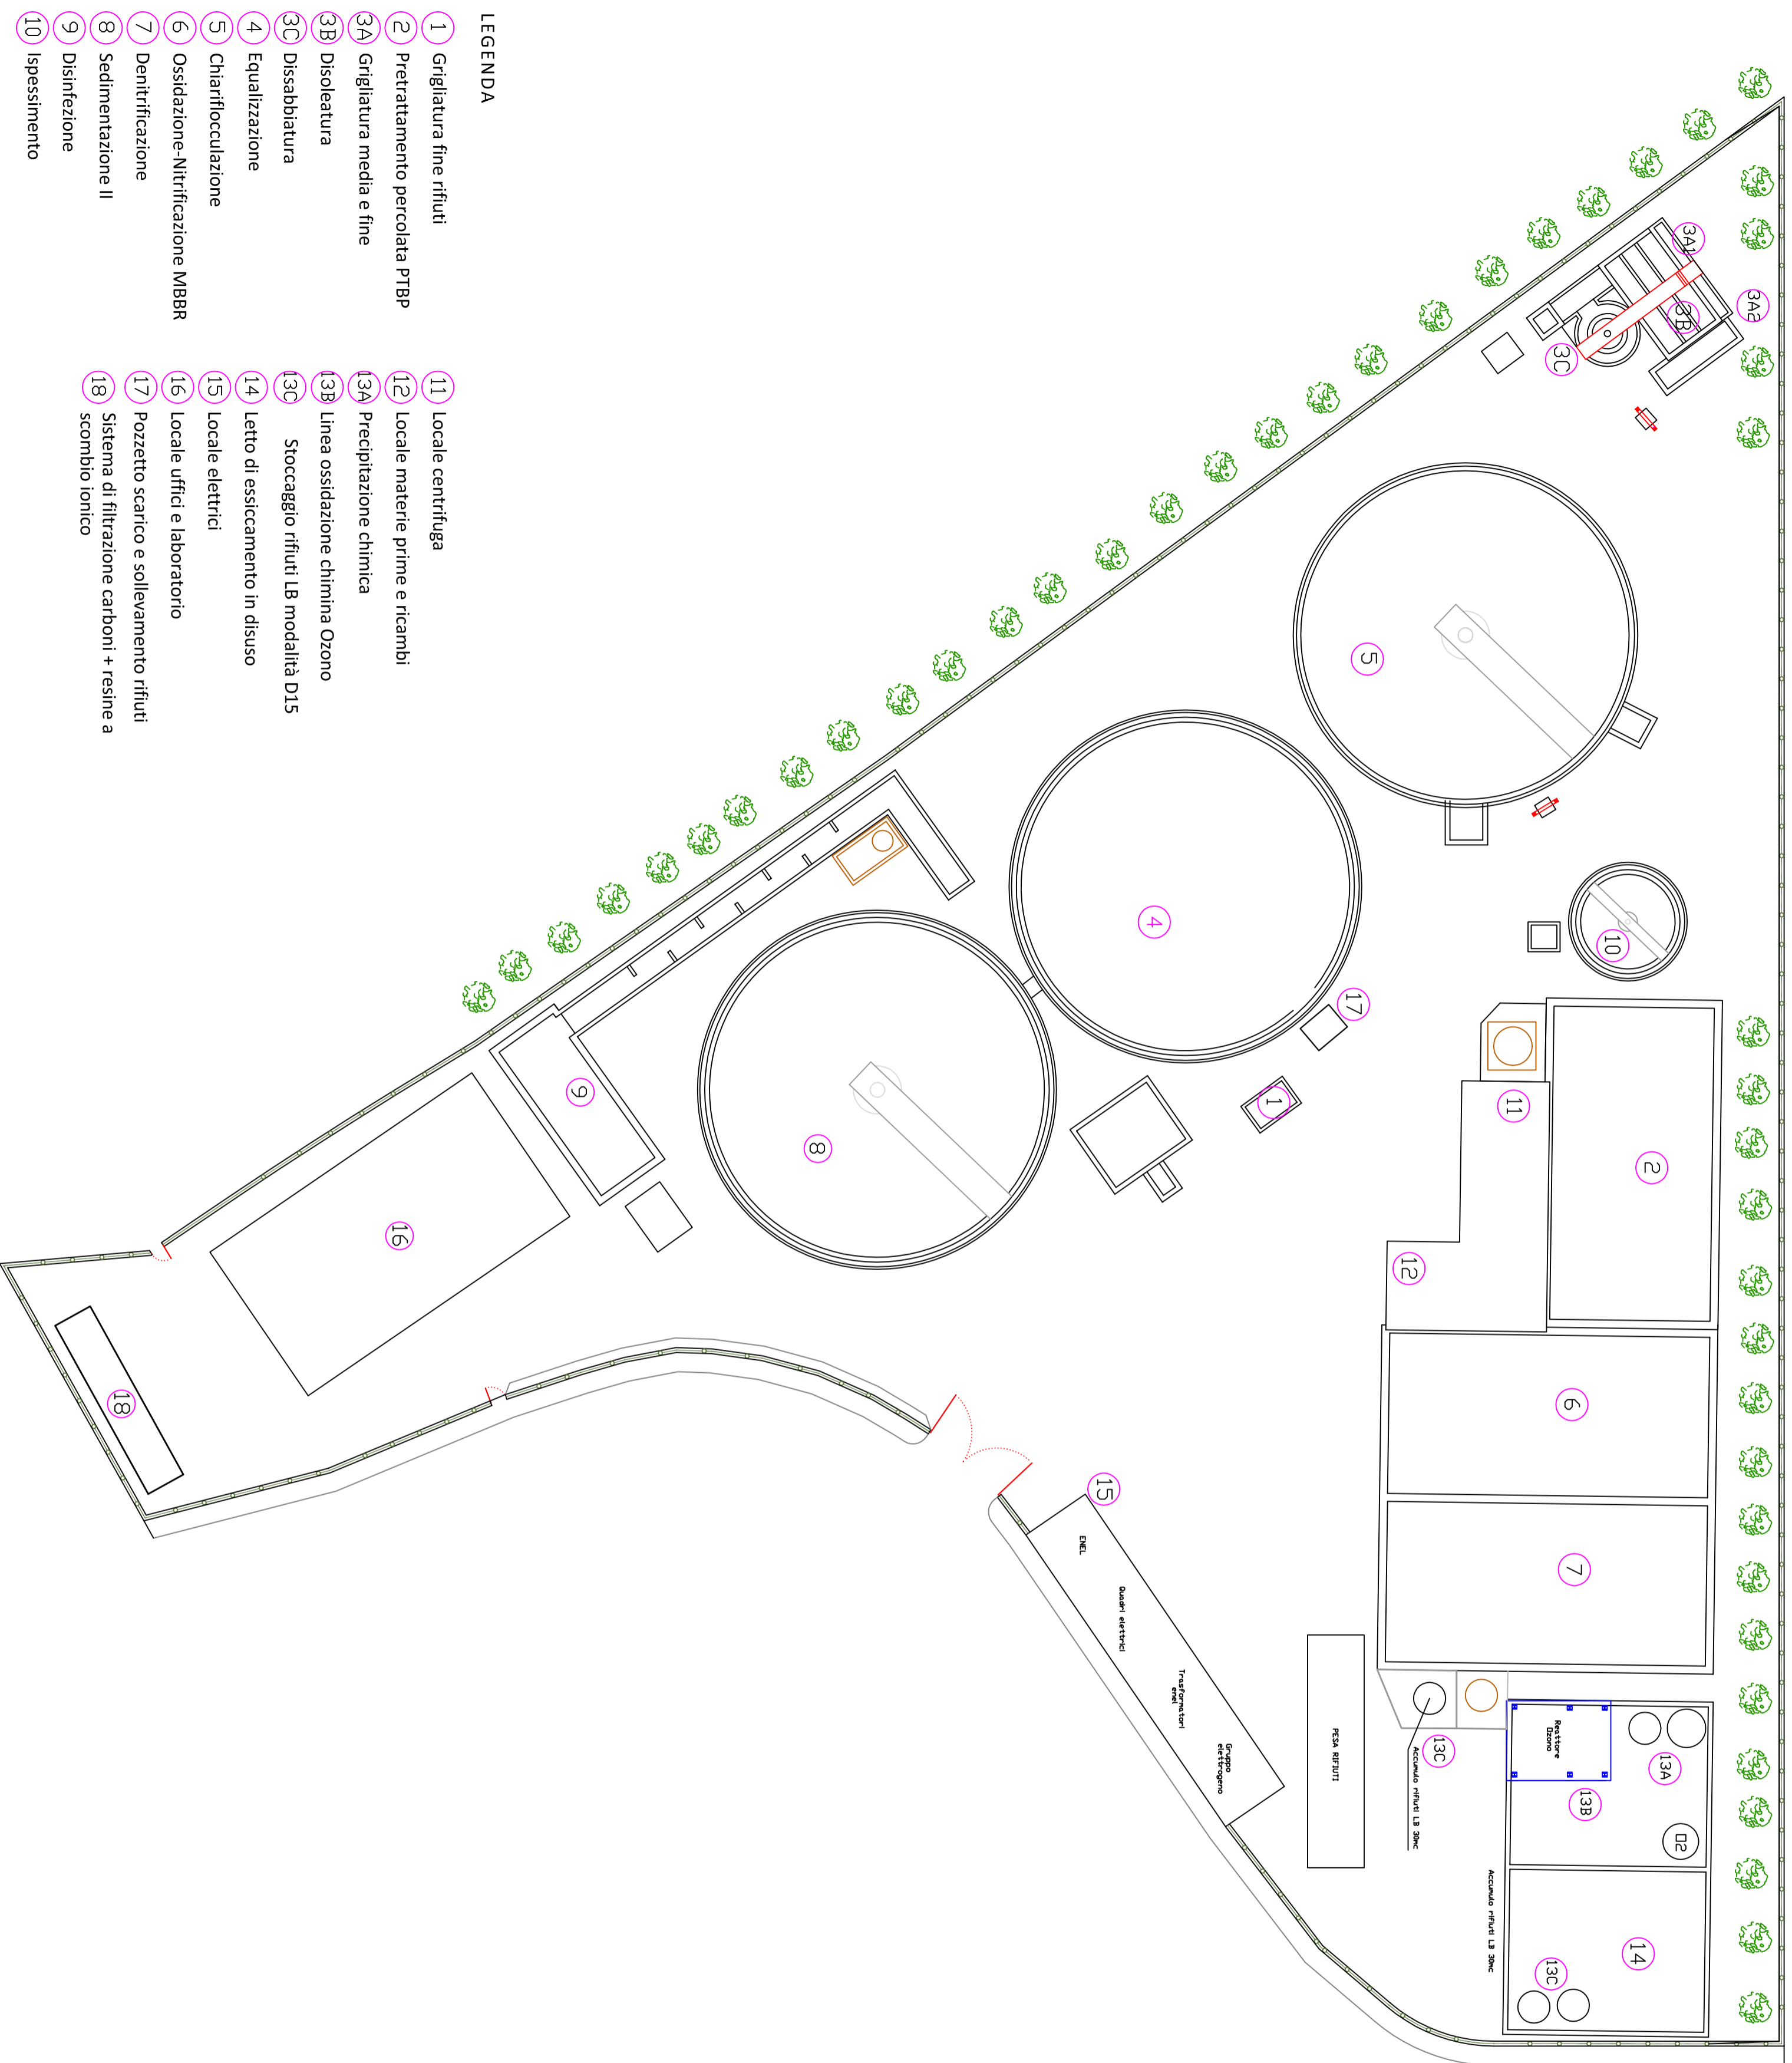 LEGENDA
1 Grigliatura fine rifiuti
2 Pretrattamento percolata PTBP
3A Grigliatura media e fine
3B Disoleatura
3C Dissabbiatura
4 Equalizzazione
5 Chiariflocculazione
6 Ossidazione-Nitrificazione MBBR
7 Denitrificazione
8 Sedimentazione II
9 Disinfezione
10 Ispessimento
11 Locale centrifuga
12 Locale materie prime e ricambi
13A Precipitazione chimica
13B Linea ossidazione chimina Ozono
13C Stoccaggio rifiuti LB modalità D15
14 Letto di essiccamento in disuso
15 Locale elettrici
16 Locale uffici e laboratorio
17 Pozzetto scarico e sollevamento rifiuti
18 Sistema di filtrazione carboni + resine a
scombio ionico
3A1
3A2
3B
3C
5
4
10
17
1
11
2
9
8
12
16
18
6
15
7
ENEL
Quadri elettrici
Trasformatori
enel
Gruppo
elettrogeno
PESA RIFIUTI
13C
Accumulo rifiuti LB 30mc
Reattore
Ozono
13A
13B
O2
Accumulo rifiuti LB 30mc
14
13C